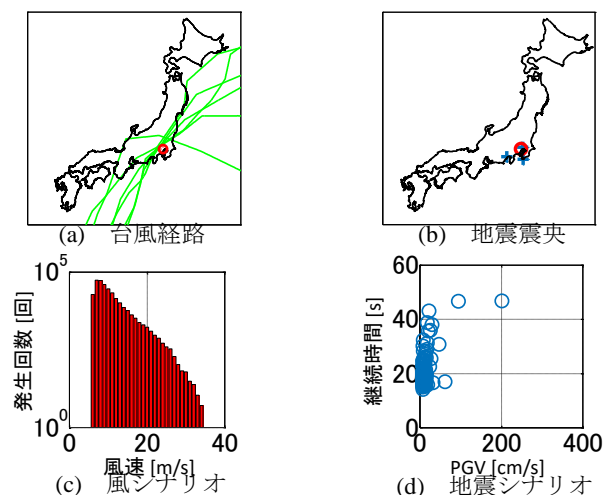 (a) 台風経路
(b) 地震震央
10^5
発生回数 [回]
10^0
0
20
40
風速 [m/s]
(c) 風シナリオ
60
40
20
0
継続時間 [s]
0
200
400
PGV [cm/s]
(d) 地震シナリオ